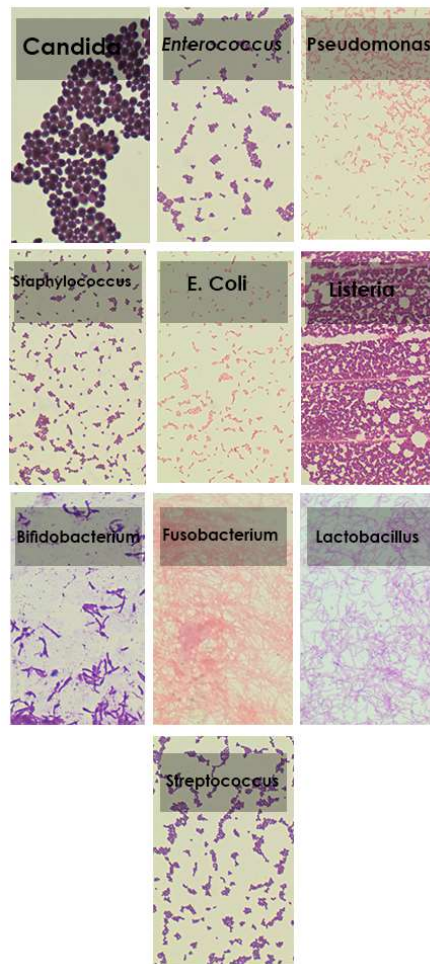 Candida
Enterococcus
Pseudomonas
Staphylococcus
E. Coli
Listeria
Bifidobacterium
Fusobacterium
Lactobacillus
Streptococcus